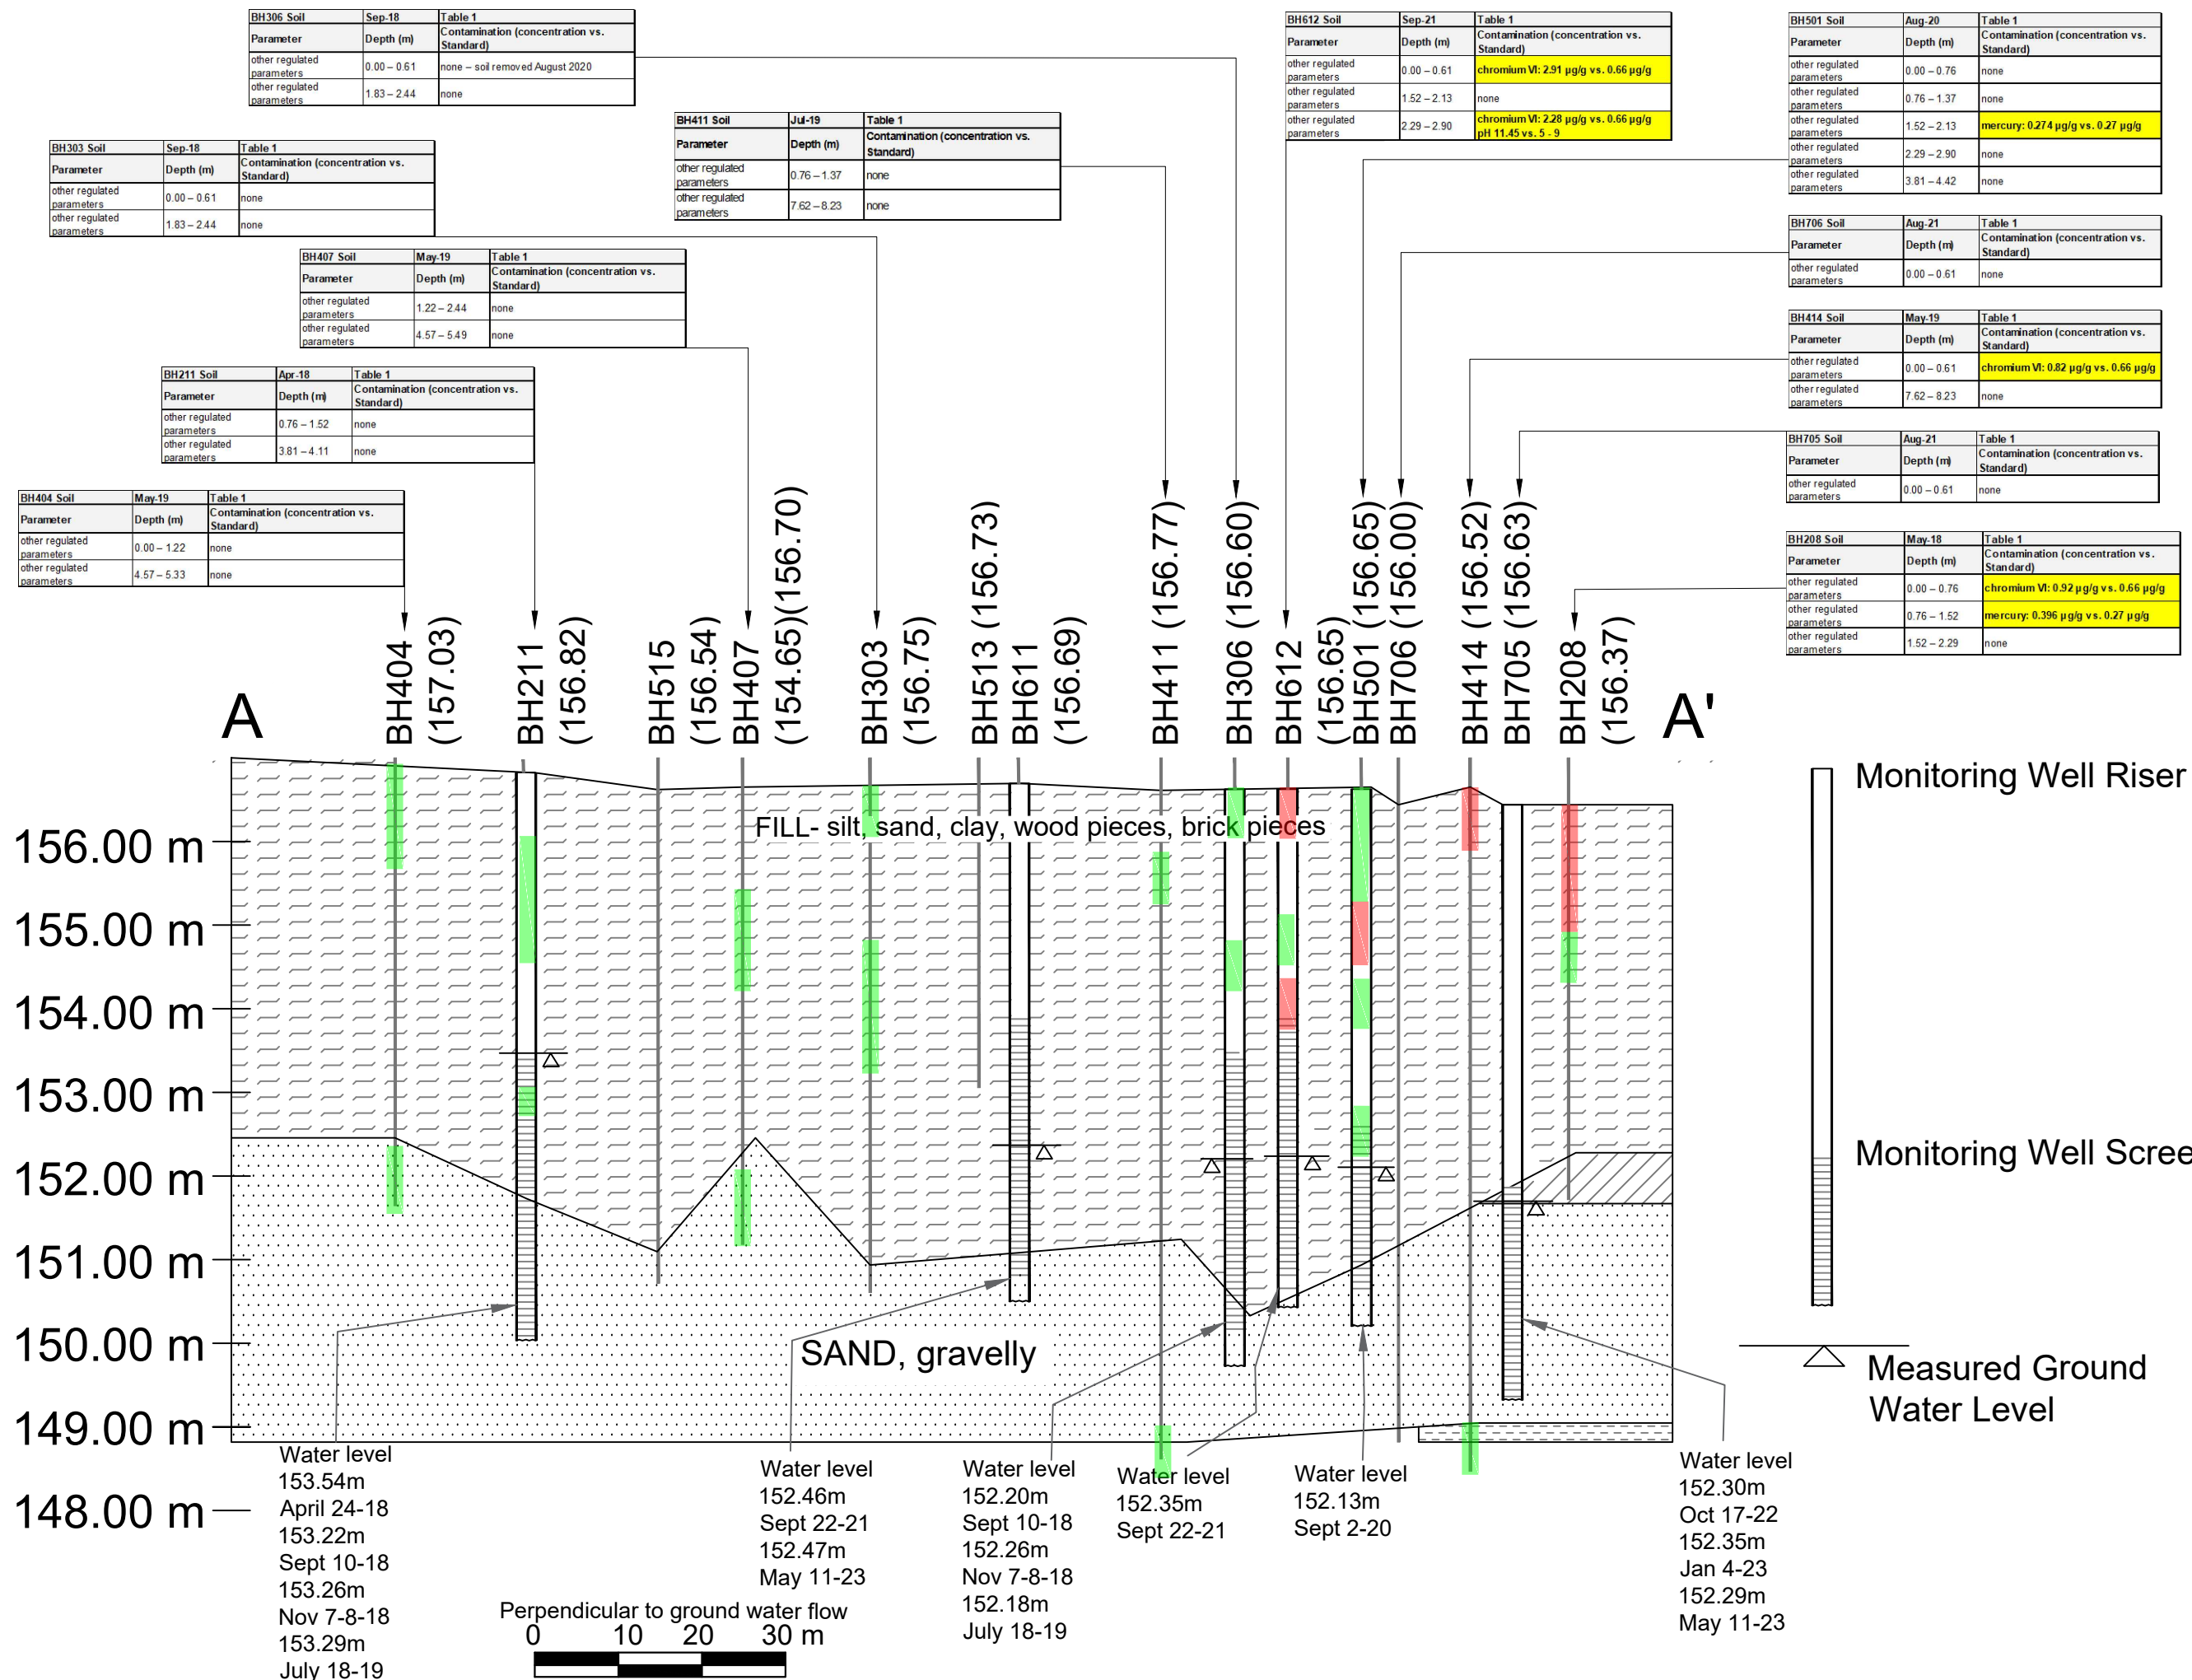 BH306 Soil Sep-18 Table 1
Parameter Depth (m) Contamination (concentration vs.
Standard)
other regulated
parameters 0.00 – 0.61 none – soil removed August 2020
other regulated
parameters 1.83 – 2.44 none
BH612 Soil Sep-21 Table 1
Parameter Depth (m) Contamination (concentration vs.
Standard)
other regulated
parameters 0.00 – 0.61 chromium VI: 2.91 µg/g vs. 0.66 µg/g
other regulated
parameters 1.52 – 2.13 none
other regulated
parameters 2.29 – 2.90 chromium VI: 2.28 µg/g vs. 0.66 µg/g
pH 11.45 vs. 5 - 9
BH501 Soil Aug-20 Table 1
Parameter Depth (m) Contamination (concentration vs.
Standard)
other regulated
parameters 0.00 – 0.76 none
other regulated
parameters 0.76 – 1.37 none
other regulated
parameters 1.52 – 2.13 mercury: 0.274 µg/g vs. 0.27 µg/g
other regulated
parameters 2.29 – 2.90 none
other regulated
parameters 3.81 – 4.42 none
BH411 Soil Jul-19 Table 1
Parameter Depth (m) Contamination (concentration vs.
Standard)
other regulated
parameters 0.76 – 1.37 none
other regulated
parameters 7.62 – 8.23 none
BH303 Soil Sep-18 Table 1
Parameter Depth (m) Contamination (concentration vs.
Standard)
other regulated
parameters 0.00 – 0.61 none
other regulated
parameters 1.83 – 2.44 none
BH706 Soil Aug-21 Table 1
Parameter Depth (m) Contamination (concentration vs.
Standard)
other regulated
parameters 0.00 – 0.61 none
BH407 Soil May-19 Table 1
Parameter Depth (m) Contamination (concentration vs.
Standard)
other regulated
parameters 1.22 – 2.44 none
other regulated
parameters 4.57 – 5.49 none
BH414 Soil May-19 Table 1
Parameter Depth (m) Contamination (concentration vs.
Standard)
other regulated
parameters 0.00 – 0.61 chromium VI: 0.82 µg/g vs. 0.66 µg/g
other regulated
parameters 7.62 – 8.23 none
BH211 Soil Apr-18 Table 1
Parameter Depth (m) Contamination (concentration vs.
Standard)
other regulated
parameters 0.76 – 1.52 none
other regulated
parameters 3.81 – 4.11 none
BH705 Soil Aug-21 Table 1
Parameter Depth (m) Contamination (concentration vs.
Standard)
other regulated
parameters 0.00 – 0.61 none
BH404 Soil May-19 Table 1
Parameter Depth (m) Contamination (concentration vs.
Standard)
other regulated
parameters 0.00 – 1.22 none
other regulated
parameters 4.57 – 5.33 none
BH208 Soil May-18 Table 1
Parameter Depth (m) Contamination (concentration vs.
Standard)
other regulated
parameters 0.00 – 0.76 chromium VI: 0.92 µg/g vs. 0.66 µg/g
other regulated
parameters 0.76 – 1.52 mercury: 0.396 µg/g vs. 0.27 µg/g
other regulated
parameters 1.52 – 2.29 none
A
BH404
(157.03)
BH211
(156.82)
BH515
(156.54)
BH407
(154.65)(156.70)
BH303
(156.75)
BH513 (156.73)
BH611
(156.69)
BH411 (156.77)
BH306 (156.60)
BH612
(156.65)
BH501 (156.65)
BH706 (156.00)
BH414 (156.52)
BH705 (156.63)
BH208
(156.37)
A'
Monitoring Well Riser
FILL- silt, sand, clay, wood pieces, brick pieces
156.00 m
155.00 m
154.00 m
153.00 m
152.00 m
151.00 m
150.00 m
149.00 m
148.00 m
Monitoring Well Scree
SAND, gravelly
Measured Ground
Water Level
Water level
153.54m
April 24-18
153.22m
Sept 10-18
153.26m
Nov 7-8-18
153.29m
July 18-19
Water level
152.46m
Sept 22-21
152.47m
May 11-23
Water level
152.20m
Sept 10-18
152.26m
Nov 7-8-18
152.18m
July 18-19
Water level
152.35m
Sept 22-21
Water level
152.13m
Sept 2-20
Water level
152.30m
Oct 17-22
152.35m
Jan 4-23
152.29m
May 11-23
Perpendicular to ground water flow
0 10 20 30 m